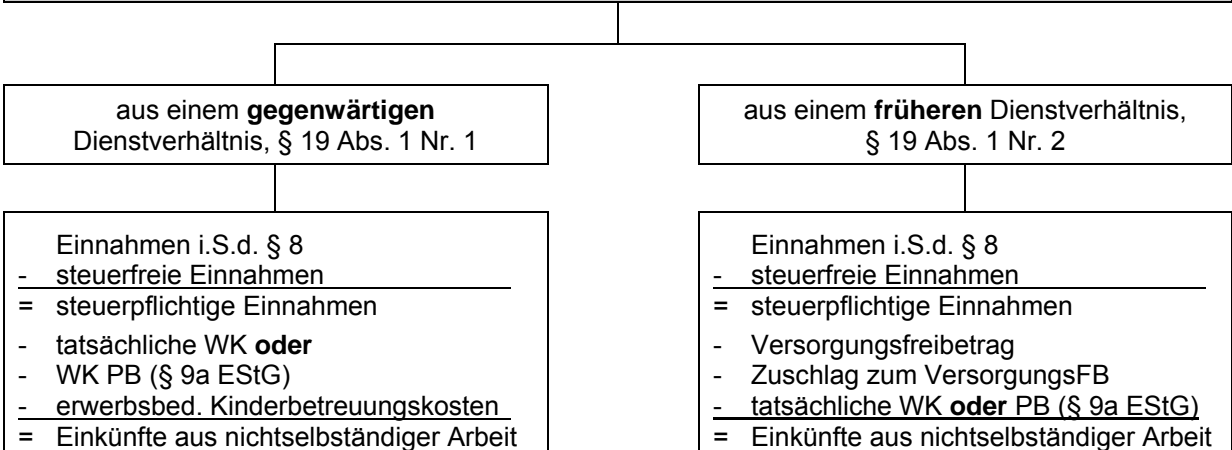 aus einem gegenwärtigen
Dienstverhältnis, § 19 Abs. 1 Nr. 1
aus einem früheren Dienstverhältnis,
§ 19 Abs. 1 Nr. 2
Einnahmen i.S.d. § 8
- steuerfreie Einnahmen
= steuerpflichtige Einnahmen
- tatsächliche WK oder
- WK PB (§ 9a EStG)
- erwerbsbed. Kinderbetreuungskosten
= Einkünfte aus nichtselbständiger Arbeit
Einnahmen i.S.d. § 8
- steuerfreie Einnahmen
= steuerpflichtige Einnahmen
- Versorgungsfreibetrag
- Zuschlag zum VersorgungsFB
- tatsächliche WK oder PB (§ 9a EStG)
= Einkünfte aus nichtselbständiger Arbeit